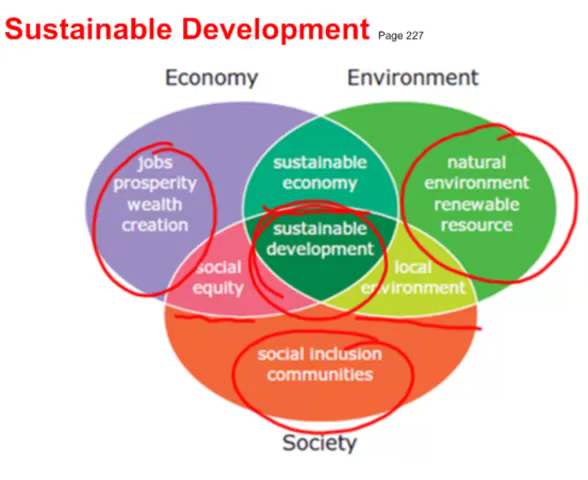 Sustainable Development Page 227
Economy
Environment
jobs
prosperity
wealth
creation
sustainable
economy
natural
environment
renewable
resource
sustainable
development
social
equity
local
environment
social inclusion
communities
Society